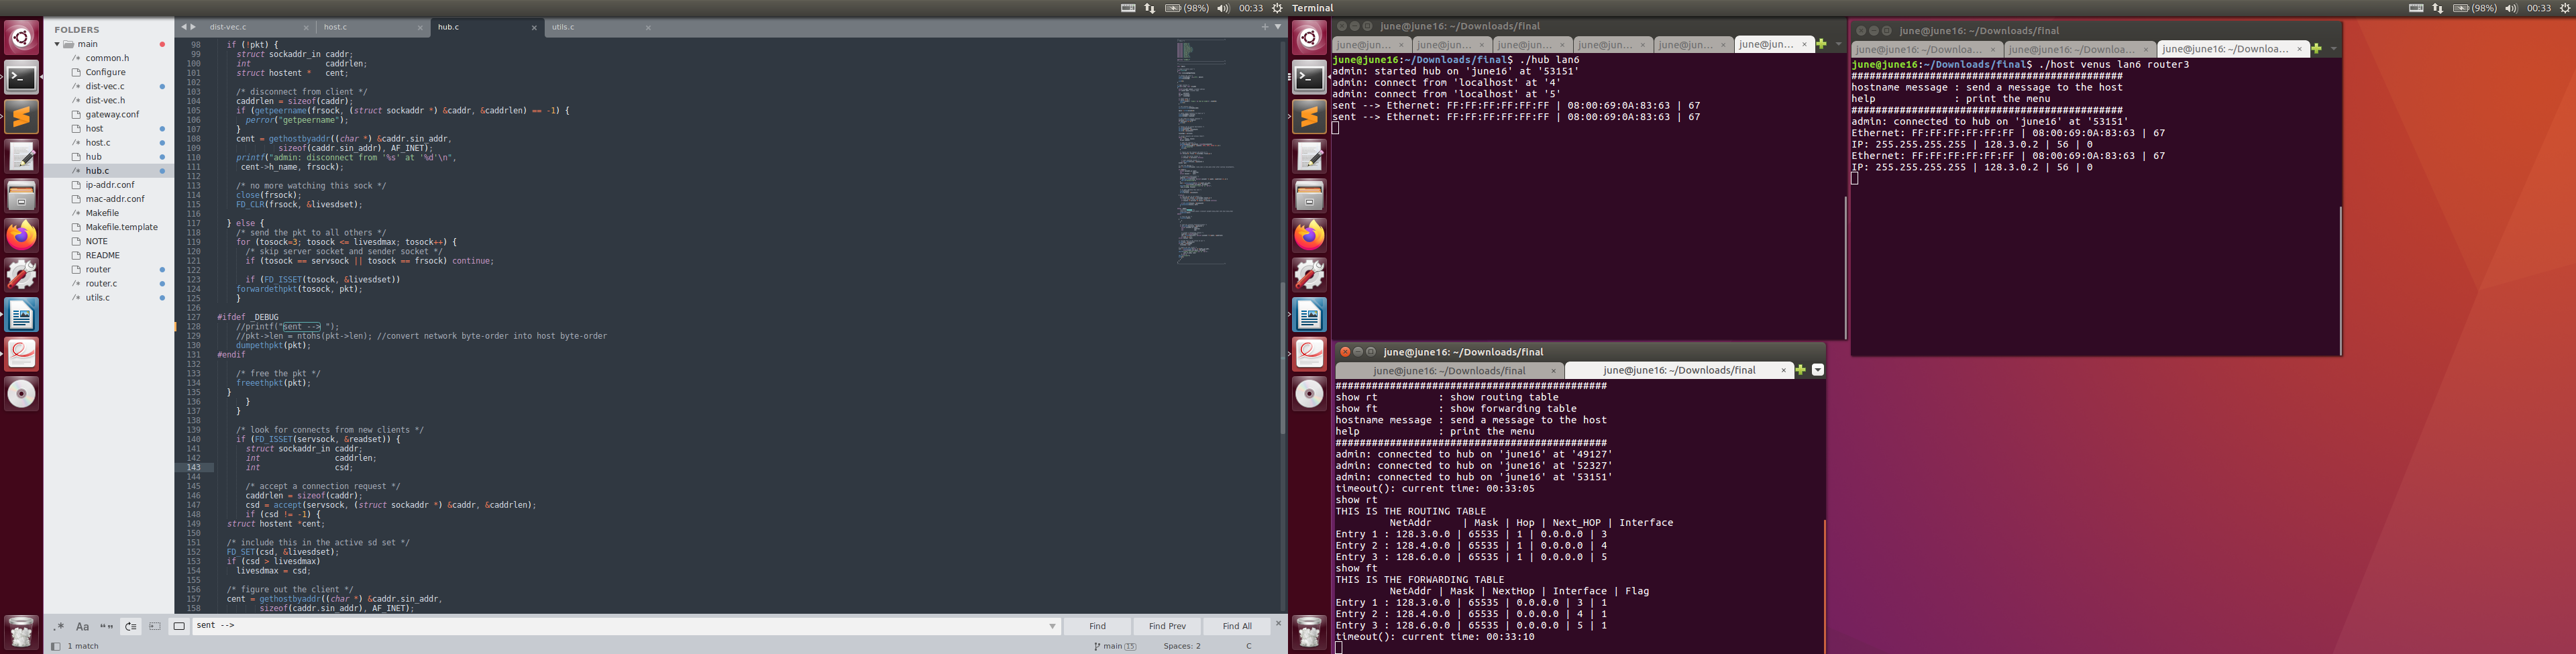 (98%) 00:33
Terminal
(98%) 00:33
FOLDERS
main
/* common.h
Configure
/* dist-vec.c
/* dist-vec.h
gateway.conf
host
/* host.c
hub
/* hub.c
ip-addr.conf
mac-addr.conf
/* Makefile
Makefile.template
NOTE
README
router
/* router.c
/* utils.c
dist-vec.c × host.c × hub.c × utils.c ×
98 if (!pkt) {
99 struct sockaddr_in caddr;
100 int caddrlen;
101 struct hostent * cent;
102
103 /* disconnect from client */
104 caddrlen = sizeof(caddr);
105 if (getpeername(frsock, (struct sockaddr *) &caddr, &caddrlen) == -1) {
106 perror("getpeername");
107 }
108 cent = gethostbyaddr((char *) &caddr.sin_addr,
109 sizeof(caddr.sin_addr), AF_INET);
110 printf("admin: disconnect from '%s' at '%d'\n",
111 cent->h_name, frsock);
112
113 /* no more watching this sock */
114 close(frsock);
115 FD_CLR(frsock, &livesdset);
116
117 } else {
118 /* send the pkt to all others */
119 for (tosock=3; tosock <= livesdmax; tosock++) {
120 /* skip server socket and sender socket */
121 if (tosock == servsock || tosock == frsock) continue;
122
123 if (FD_ISSET(tosock, &livesdset))
124 forwardethpkt(tosock, pkt);
125 }
126
127 #ifdef _DEBUG
128 //printf("sent --> ");
129 //pkt->len = ntohs(pkt->len); //convert network byte-order into host byte-order
130 dumpethpkt(pkt);
131 #endif
132
133 /* free the pkt */
134 freeethpkt(pkt);
135 }
136 }
137 }
138
139 /* look for connects from new clients */
140 if (FD_ISSET(servsock, &readset)) {
141 struct sockaddr_in caddr;
142 int caddrlen;
143 int csd;
144
145 /* accept a connection request */
146 caddrlen = sizeof(caddr);
147 csd = accept(servsock, (struct sockaddr *) &caddr, &caddrlen);
148 if (csd != -1) {
149 struct hostent *cent;
150
151 /* include this in the active sd set */
152 FD_SET(csd, &livesdset);
153 if (csd > livesdmax)
154 livesdmax = csd;
155
156 /* figure out the client */
157 cent = gethostbyaddr((char *) &caddr.sin_addr,
158 sizeof(caddr.sin_addr), AF_INET);
.* Aa “” sent --> Find Find Prev Find All ×
1 match main 15 Spaces: 2 C
june@june16: ~/Downloads/final
june@jun... × june@jun... × june@jun... × june@jun... × june@jun... × june@jun... ×
june@june16:~/Downloads/final$ ./hub lan6
admin: started hub on 'june16' at '53151'
admin: connect from 'localhost' at '4'
admin: connect from 'localhost' at '5'
sent --> Ethernet: FF:FF:FF:FF:FF:FF | 08:00:69:0A:83:63 | 67
sent --> Ethernet: FF:FF:FF:FF:FF:FF | 08:00:69:0A:83:63 | 67
june@june16: ~/Downloads/final
june@june16: ~/Downloa... × june@june16: ~/Downloa... × june@june16: ~/Downloa... ×
june@june16:~/Downloads/final$ ./host venus lan6 router3
#############################################
hostname message : send a message to the host
help : print the menu
#############################################
admin: connected to hub on 'june16' at '53151'
Ethernet: FF:FF:FF:FF:FF:FF | 08:00:69:0A:83:63 | 67
IP: 255.255.255.255 | 128.3.0.2 | 56 | 0
Ethernet: FF:FF:FF:FF:FF:FF | 08:00:69:0A:83:63 | 67
IP: 255.255.255.255 | 128.3.0.2 | 56 | 0
june@june16: ~/Downloads/final
june@june16: ~/Downloads/final × june@june16: ~/Downloads/final ×
#############################################
show rt : show routing table
show ft : show forwarding table
hostname message : send a message to the host
help : print the menu
#############################################
admin: connected to hub on 'june16' at '49127'
admin: connected to hub on 'june16' at '52327'
admin: connected to hub on 'june16' at '53151'
timeout(): current time: 00:33:05
show rt
THIS IS THE ROUTING TABLE
NetAddr | Mask | Hop | Next_HOP | Interface
Entry 1 : 128.3.0.0 | 65535 | 1 | 0.0.0.0 | 3
Entry 2 : 128.4.0.0 | 65535 | 1 | 0.0.0.0 | 4
Entry 3 : 128.6.0.0 | 65535 | 1 | 0.0.0.0 | 5
show ft
THIS IS THE FORWARDING TABLE
NetAddr | Mask | NextHop | Interface | Flag
Entry 1 : 128.3.0.0 | 65535 | 0.0.0.0 | 3 | 1
Entry 2 : 128.4.0.0 | 65535 | 0.0.0.0 | 4 | 1
Entry 3 : 128.6.0.0 | 65535 | 0.0.0.0 | 5 | 1
timeout(): current time: 00:33:10